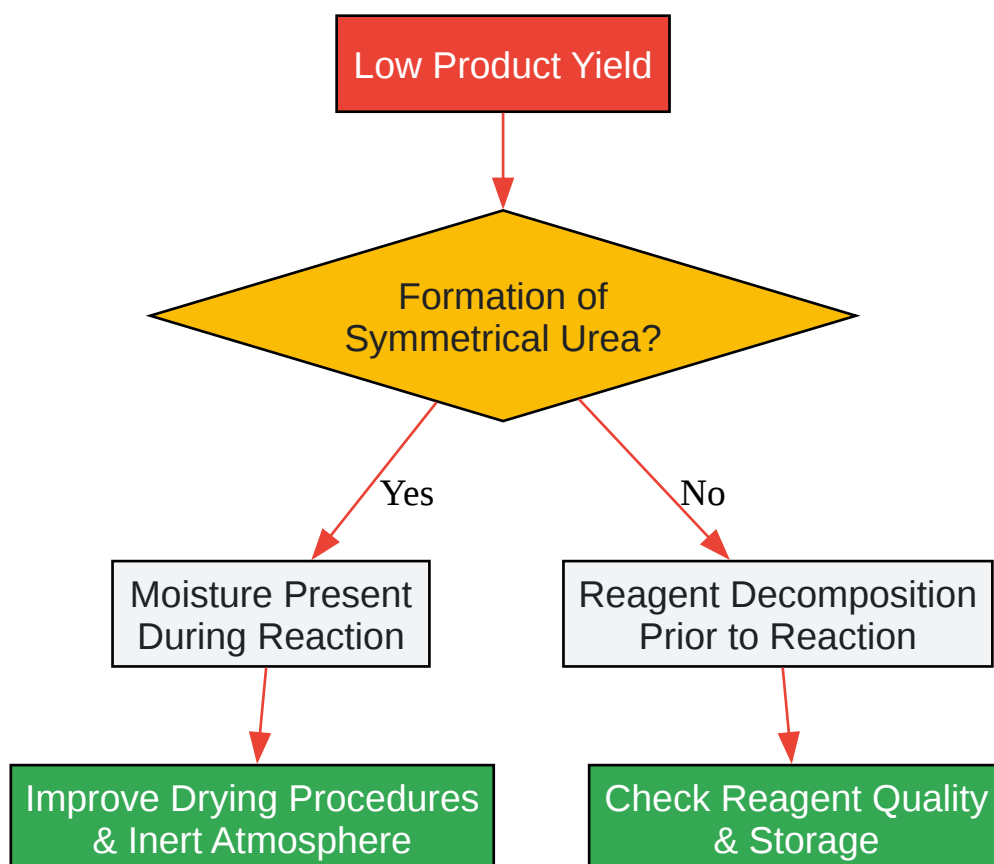 Low Product Yield
Formation of
Symmetrical Urea?
Yes
No
Moisture Present
During Reaction
Reagent Decomposition
Prior to Reaction
Improve Drying Procedures
& Inert Atmosphere
Check Reagent Quality
& Storage